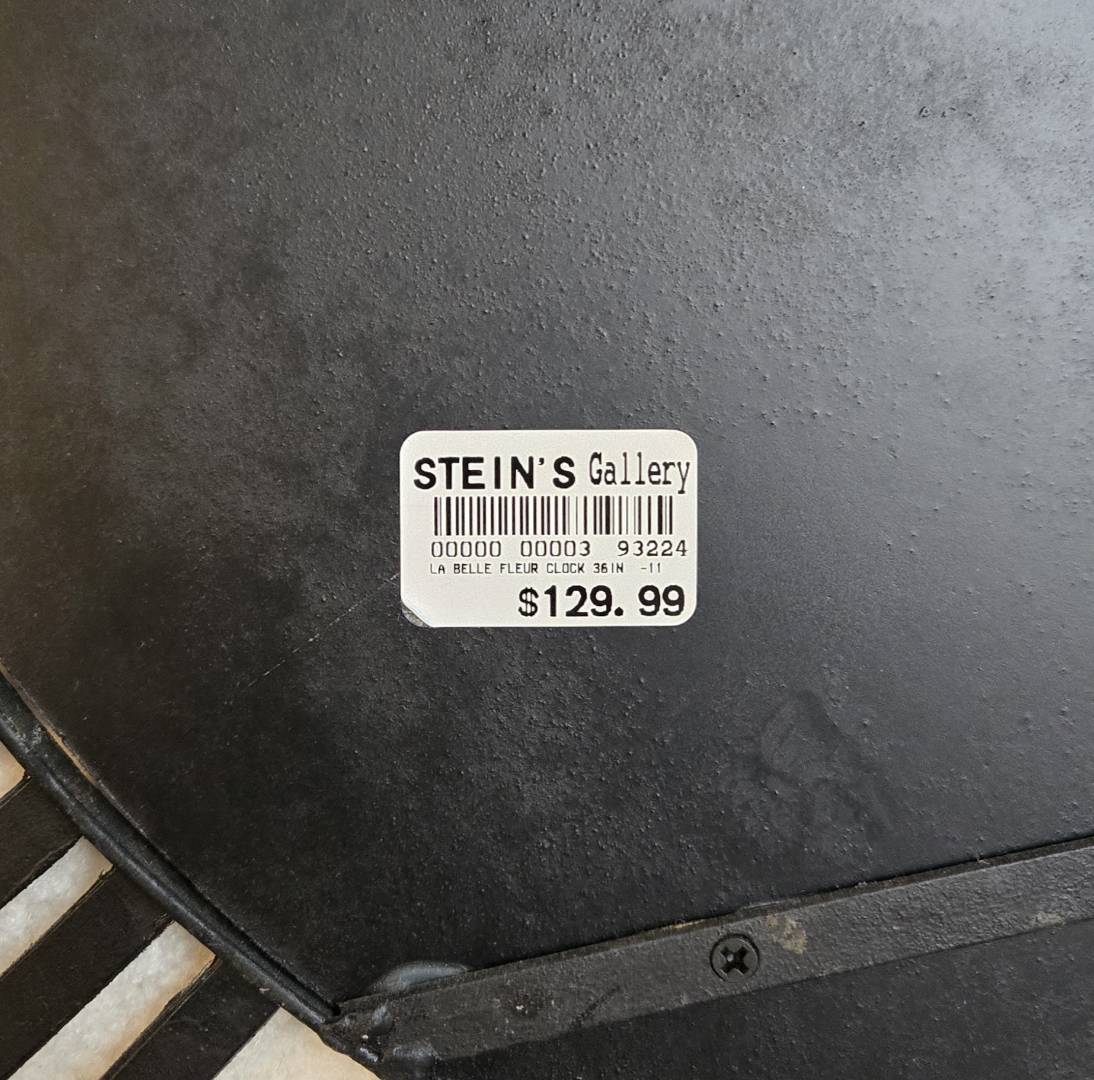 STEIN'S Gallery
00000 00003 93224
LA BELLE FLEUR CLOCK 36IN -11
$129.99